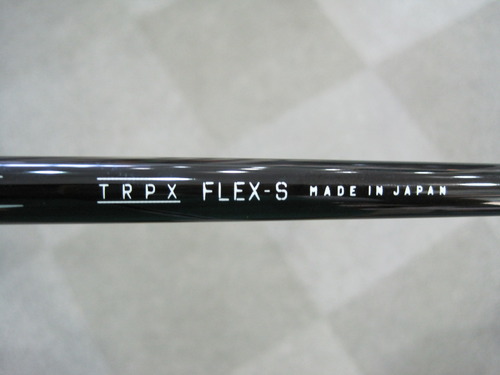 TRPX FLEX-S MADE IN JAPAN